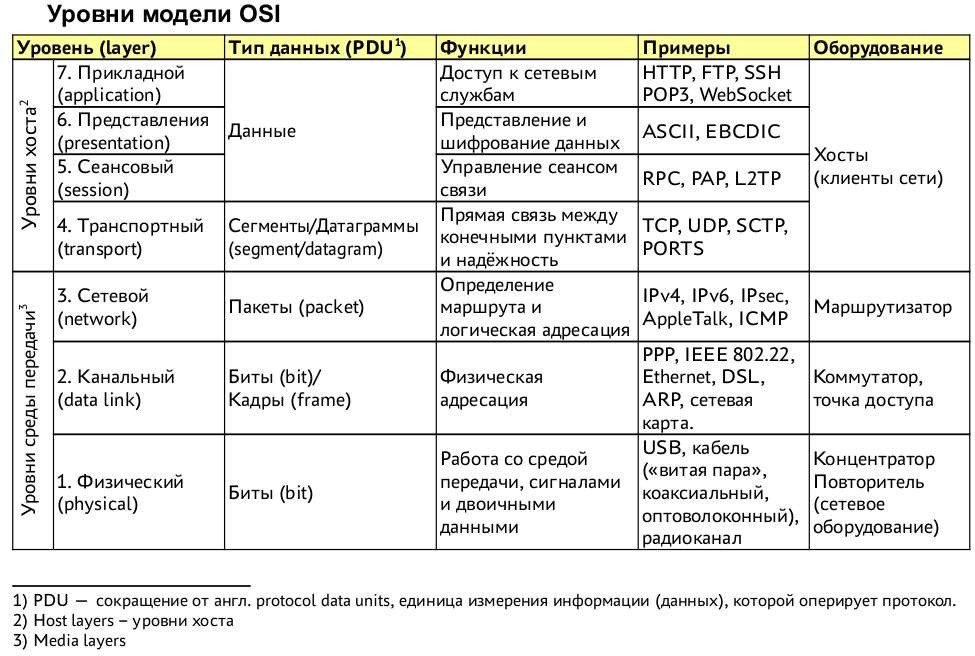 Уровни модели OSI
Уровень (layer)
Тип данных (PDU¹)
Функции
Примеры
Оборудование
Уровни хоста²
7. Прикладной
(application)
Данные
Доступ к сетевым
службам
HTTP, FTP, SSH
POP3, WebSocket
Хосты
(клиенты сети)
6. Представления
(presentation)
Представление и
шифрование данных
ASCII, EBCDIC
5. Сеансовый
(session)
Управление сеансом
связи
RPC, PAP, L2TP
4. Транспортный
(transport)
Сегменты/Датаграммы
(segment/datagram)
Прямая связь между
конечными пунктами
и надёжность
TCP, UDP, SCTP,
PORTS
Уровни среды передачи³
3. Сетевой
(network)
Пакеты (packet)
Определение
маршрута и
логическая адресация
IPv4, IPv6, IPsec,
AppleTalk, ICMP
Маршрутизатор
2. Канальный
(data link)
Биты (bit)/
Кадры (frame)
Физическая
адресация
PPP, IEEE 802.22,
Ethernet, DSL,
ARP, сетевая
карта.
Коммутатор,
точка доступа
1. Физический
(physical)
Биты (bit)
Работа со средой
передачи, сигналами
и двоичными
данными
USB, кабель
(«витая пара»,
коаксиальный,
оптоволоконный),
радиоканал
Концентратор
Повторитель
(сетевое
оборудование)
1) PDU — сокращение от англ. protocol data units, единица измерения информации (данных), которой оперирует протокол.
2) Host layers – уровни хоста
3) Media layers